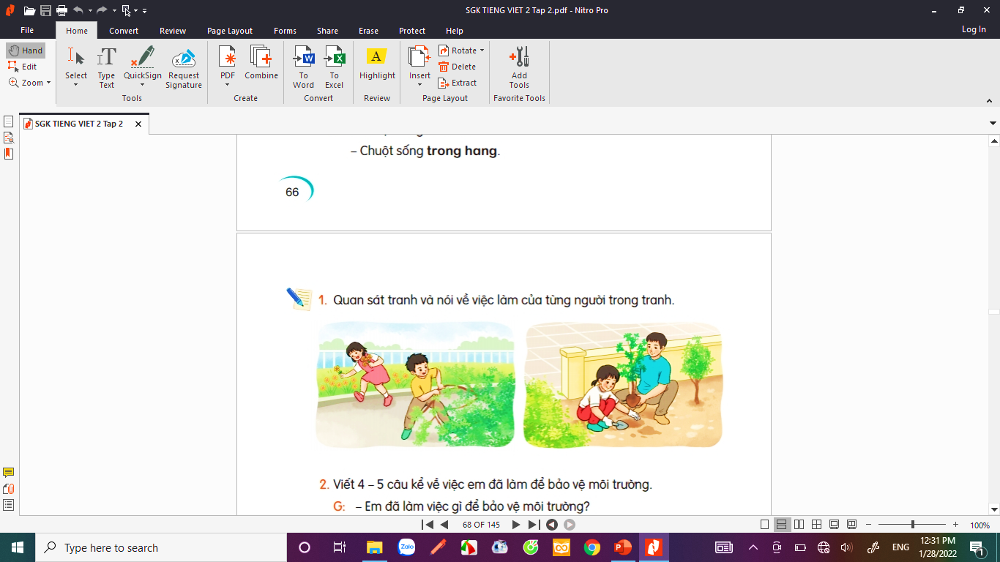 SGK TIENG VIET 2 Tap 2.pdf - Nitro Pro
File Home Convert Review Page Layout Forms Share Erase Protect Help Log In
Hand
Edit
Zoom
Select
Type Text
QuickSign
Request Signature
Tools
PDF
Combine
Create
To Word
To Excel
Convert
A
Highlight
Review
Insert
Rotate
Delete
Extract
Page Layout
Add Tools
Favorite Tools
SGK TIENG VIET 2 Tap 2
– Chuột sống trong hang.
66
1. Quan sát tranh và nói về việc làm của từng người trong tranh.
2. Viết 4 – 5 câu kể về việc em đã làm để bảo vệ môi trường.
G: – Em đã làm việc gì để bảo vệ môi trường?
68 OF 145
100%
Type here to search
Zalo
ENG
12:31 PM
1/28/2022
1